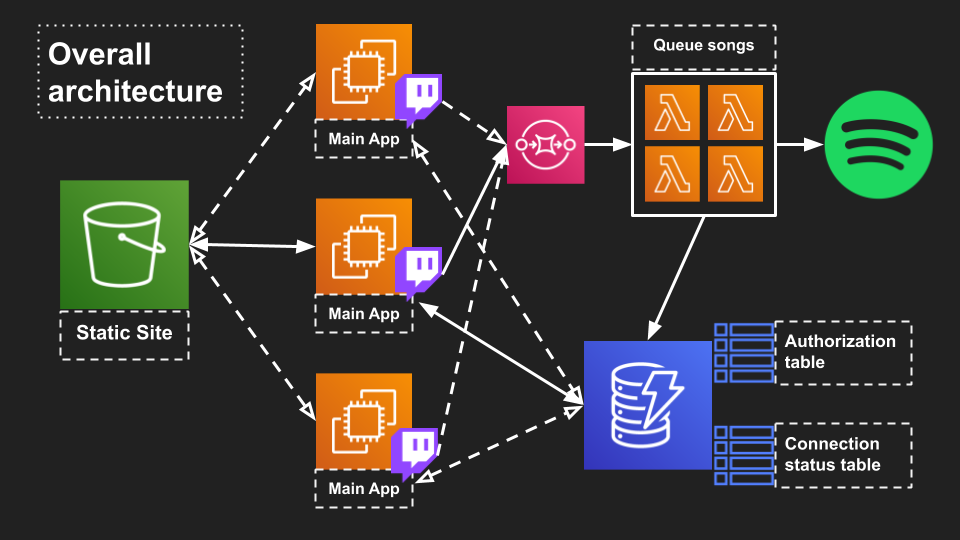 Overall
architecture
Main App
Queue songs
Static Site
Main App
Authorization
table
Main App
Connection
status table